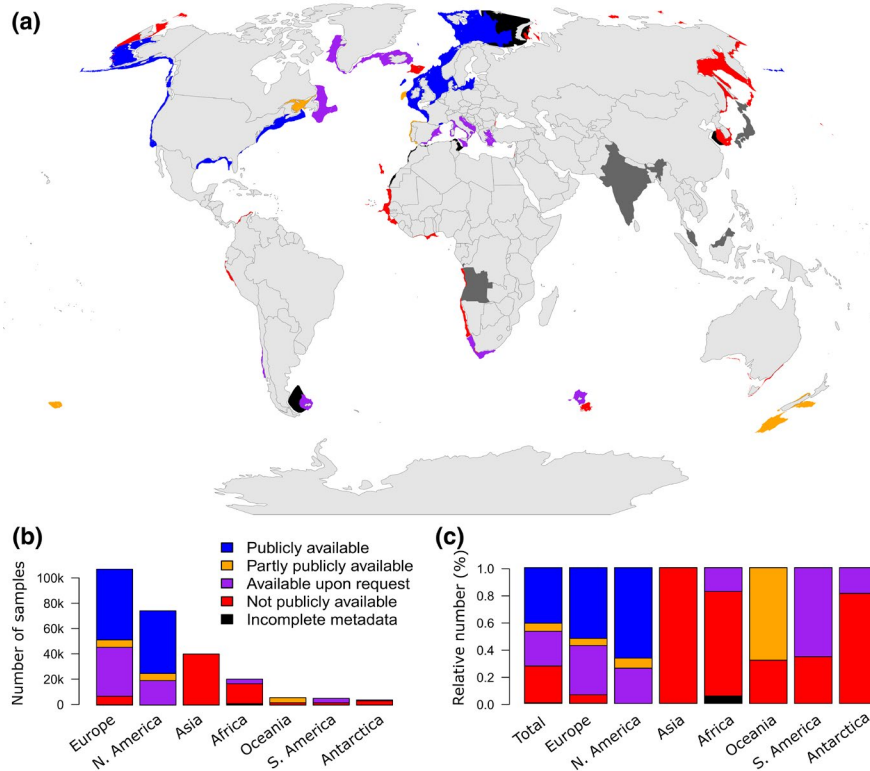 (a)
(b)
Number of samples
100k
80k
60k
40k
20k
0
Europe
N. America
Asia
Africa
Oceania
S. America
Antarctica
Publicly available
Partly publicly available
Available upon request
Not publicly available
Incomplete metadata
(c)
Relative number (%)
1.0
0.8
0.6
0.4
0.2
0.0
Total
Europe
N. America
Asia
Africa
Oceania
S. America
Antarctica